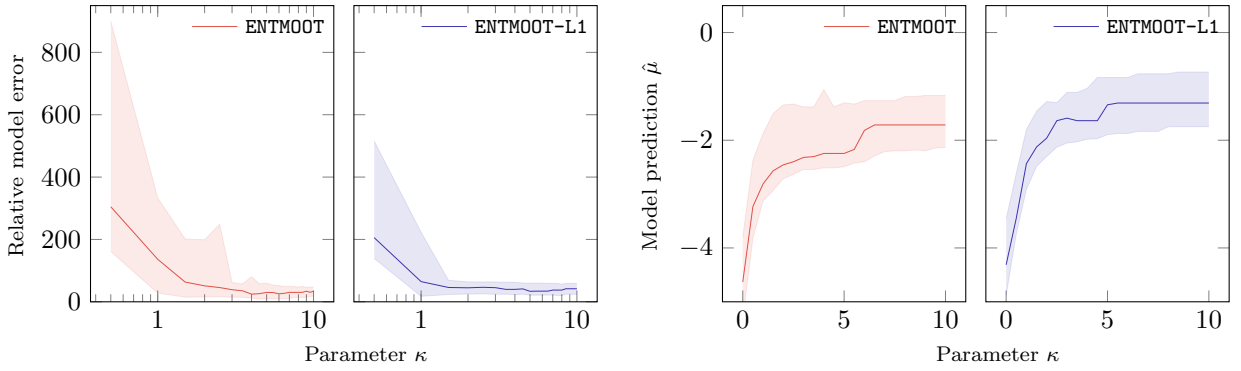 ENTMOOT
ENTMOOT-L1
Relative model error
0
200
400
600
800
1
10
1
10
Parameter κ
ENTMOOT
ENTMOOT-L1
Model prediction μ̂
0
−2
−4
0
5
10
0
5
10
Parameter κ